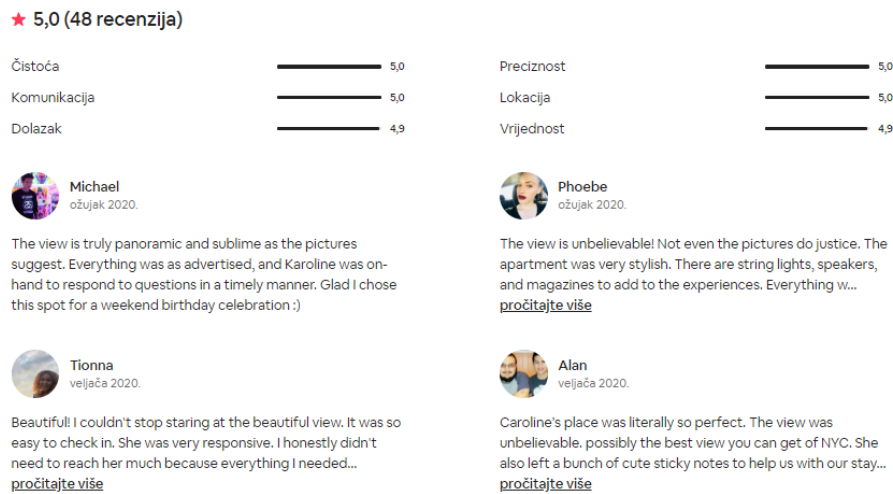 5,0 (48 recenzija)
Čistoća 5,0
Preciznost 5,0
Komunikacija 5,0
Lokacija 5,0
Dolazak 4,9
Vrijednost 4,9
Michael
ožujak 2020.
The view is truly panoramic and sublime as the pictures
suggest. Everything was as advertised, and Karoline was on-
hand to respond to questions in a timely manner. Glad I chose
this spot for a weekend birthday celebration :)
Phoebe
ožujak 2020.
The view is unbelievable! Not even the pictures do justice. The
apartment was very stylish. There are string lights, speakers,
and magazines to add to the experiences. Everything w...
pročitajte više
Tionna
veljača 2020.
Beautiful! I couldn't stop staring at the beautiful view. It was so
easy to check in. She was very responsive. I honestly didn't
need to reach her much because everything I needed...
pročitajte više
Alan
veljača 2020.
Caroline's place was literally so perfect. The view was
unbelievable. possibly the best view you can get of NYC. She
also left a bunch of cute sticky notes to help us with our stay...
pročitajte više